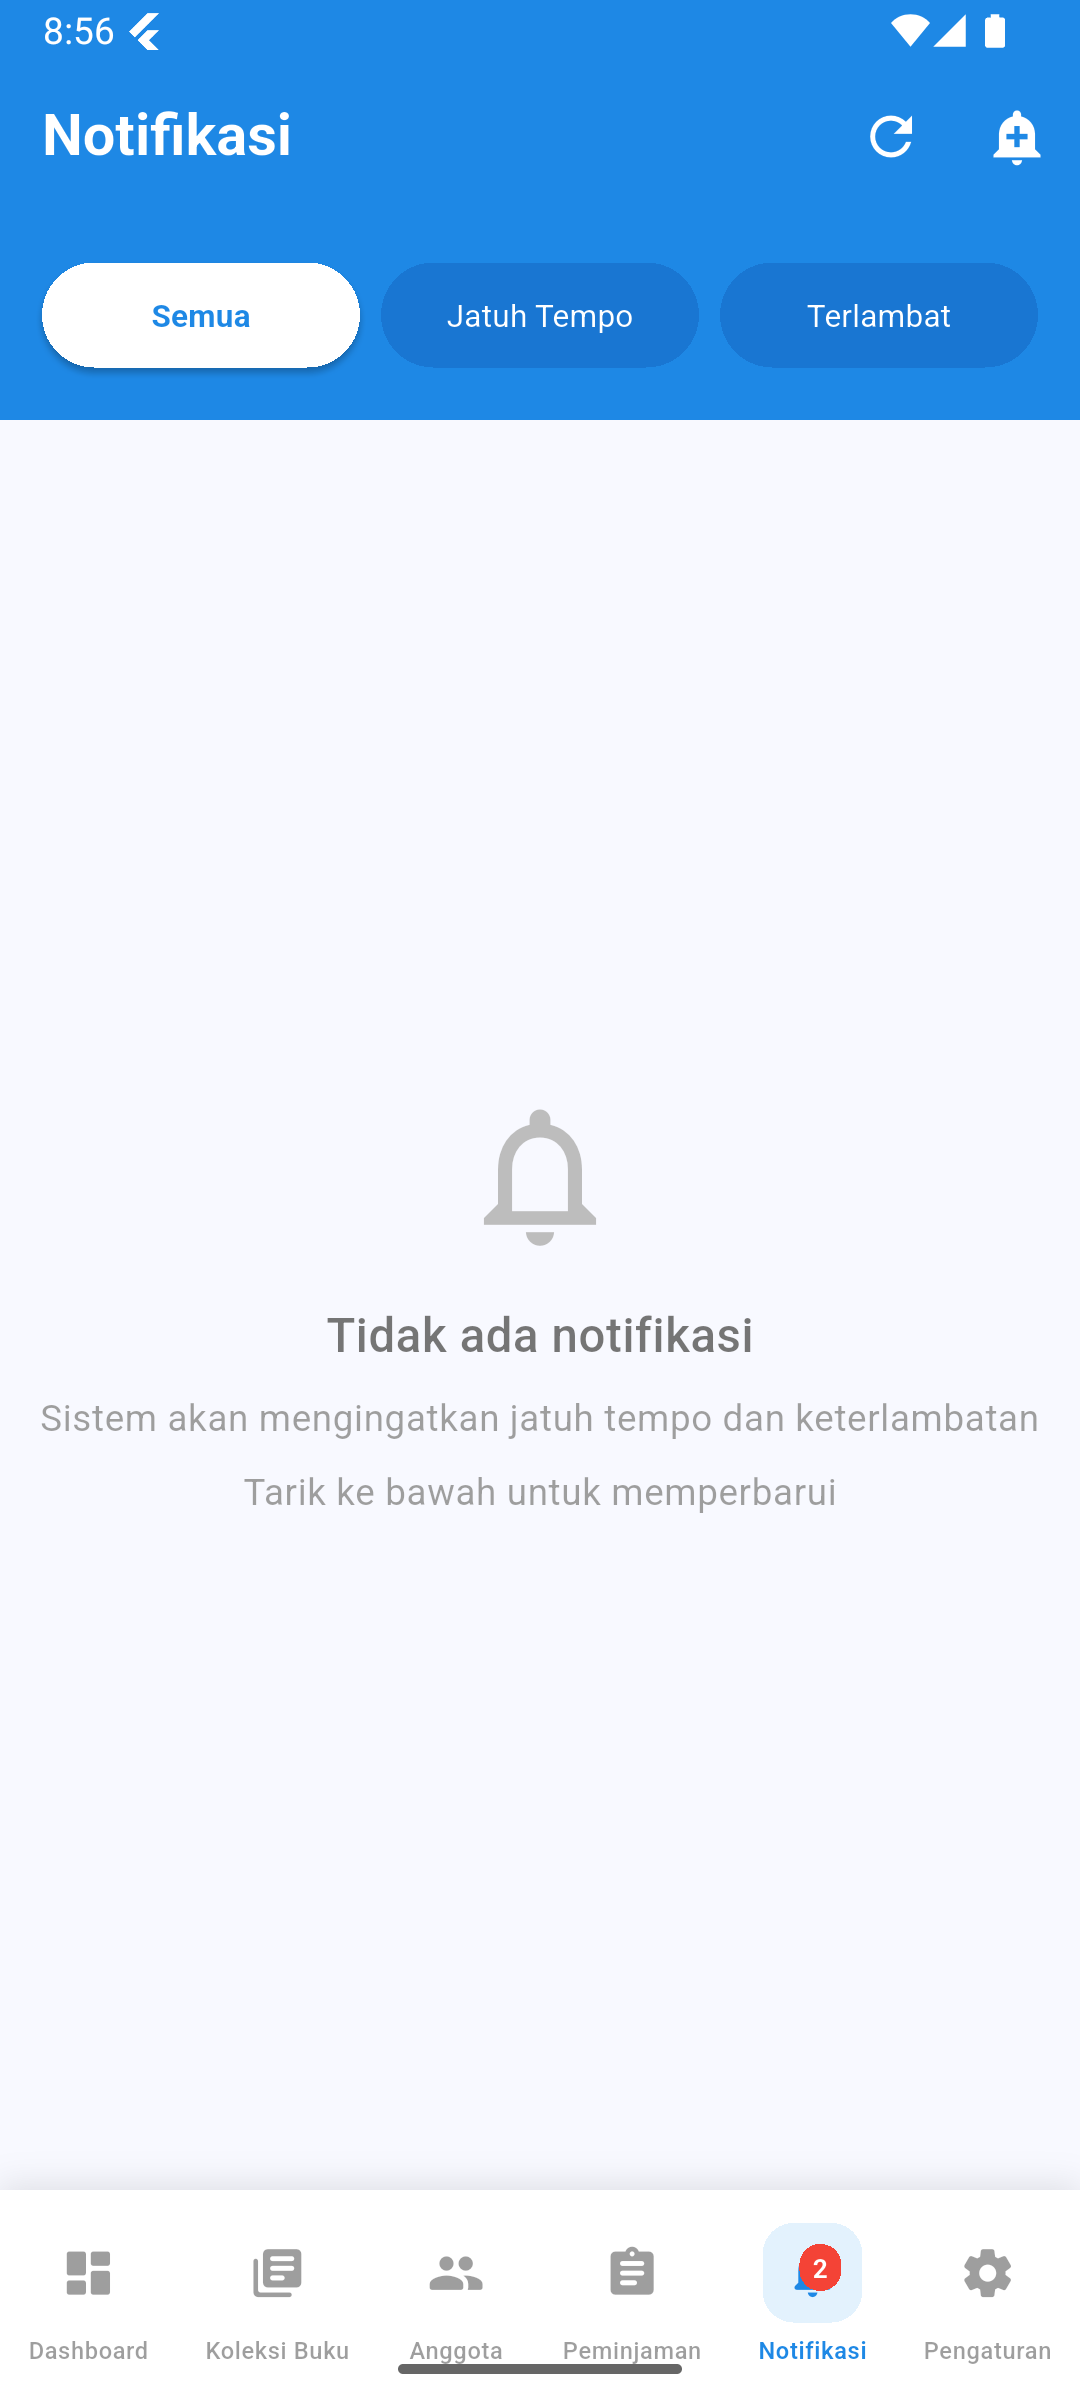 8:56
Notifikasi
Semua
Jatuh Tempo
Terlambat
Tidak ada notifikasi
Sistem akan mengingatkan jatuh tempo dan keterlambatan
Tarik ke bawah untuk memperbarui
2
Dashboard
Koleksi Buku
Anggota
Peminjaman
Notifikasi
Pengaturan